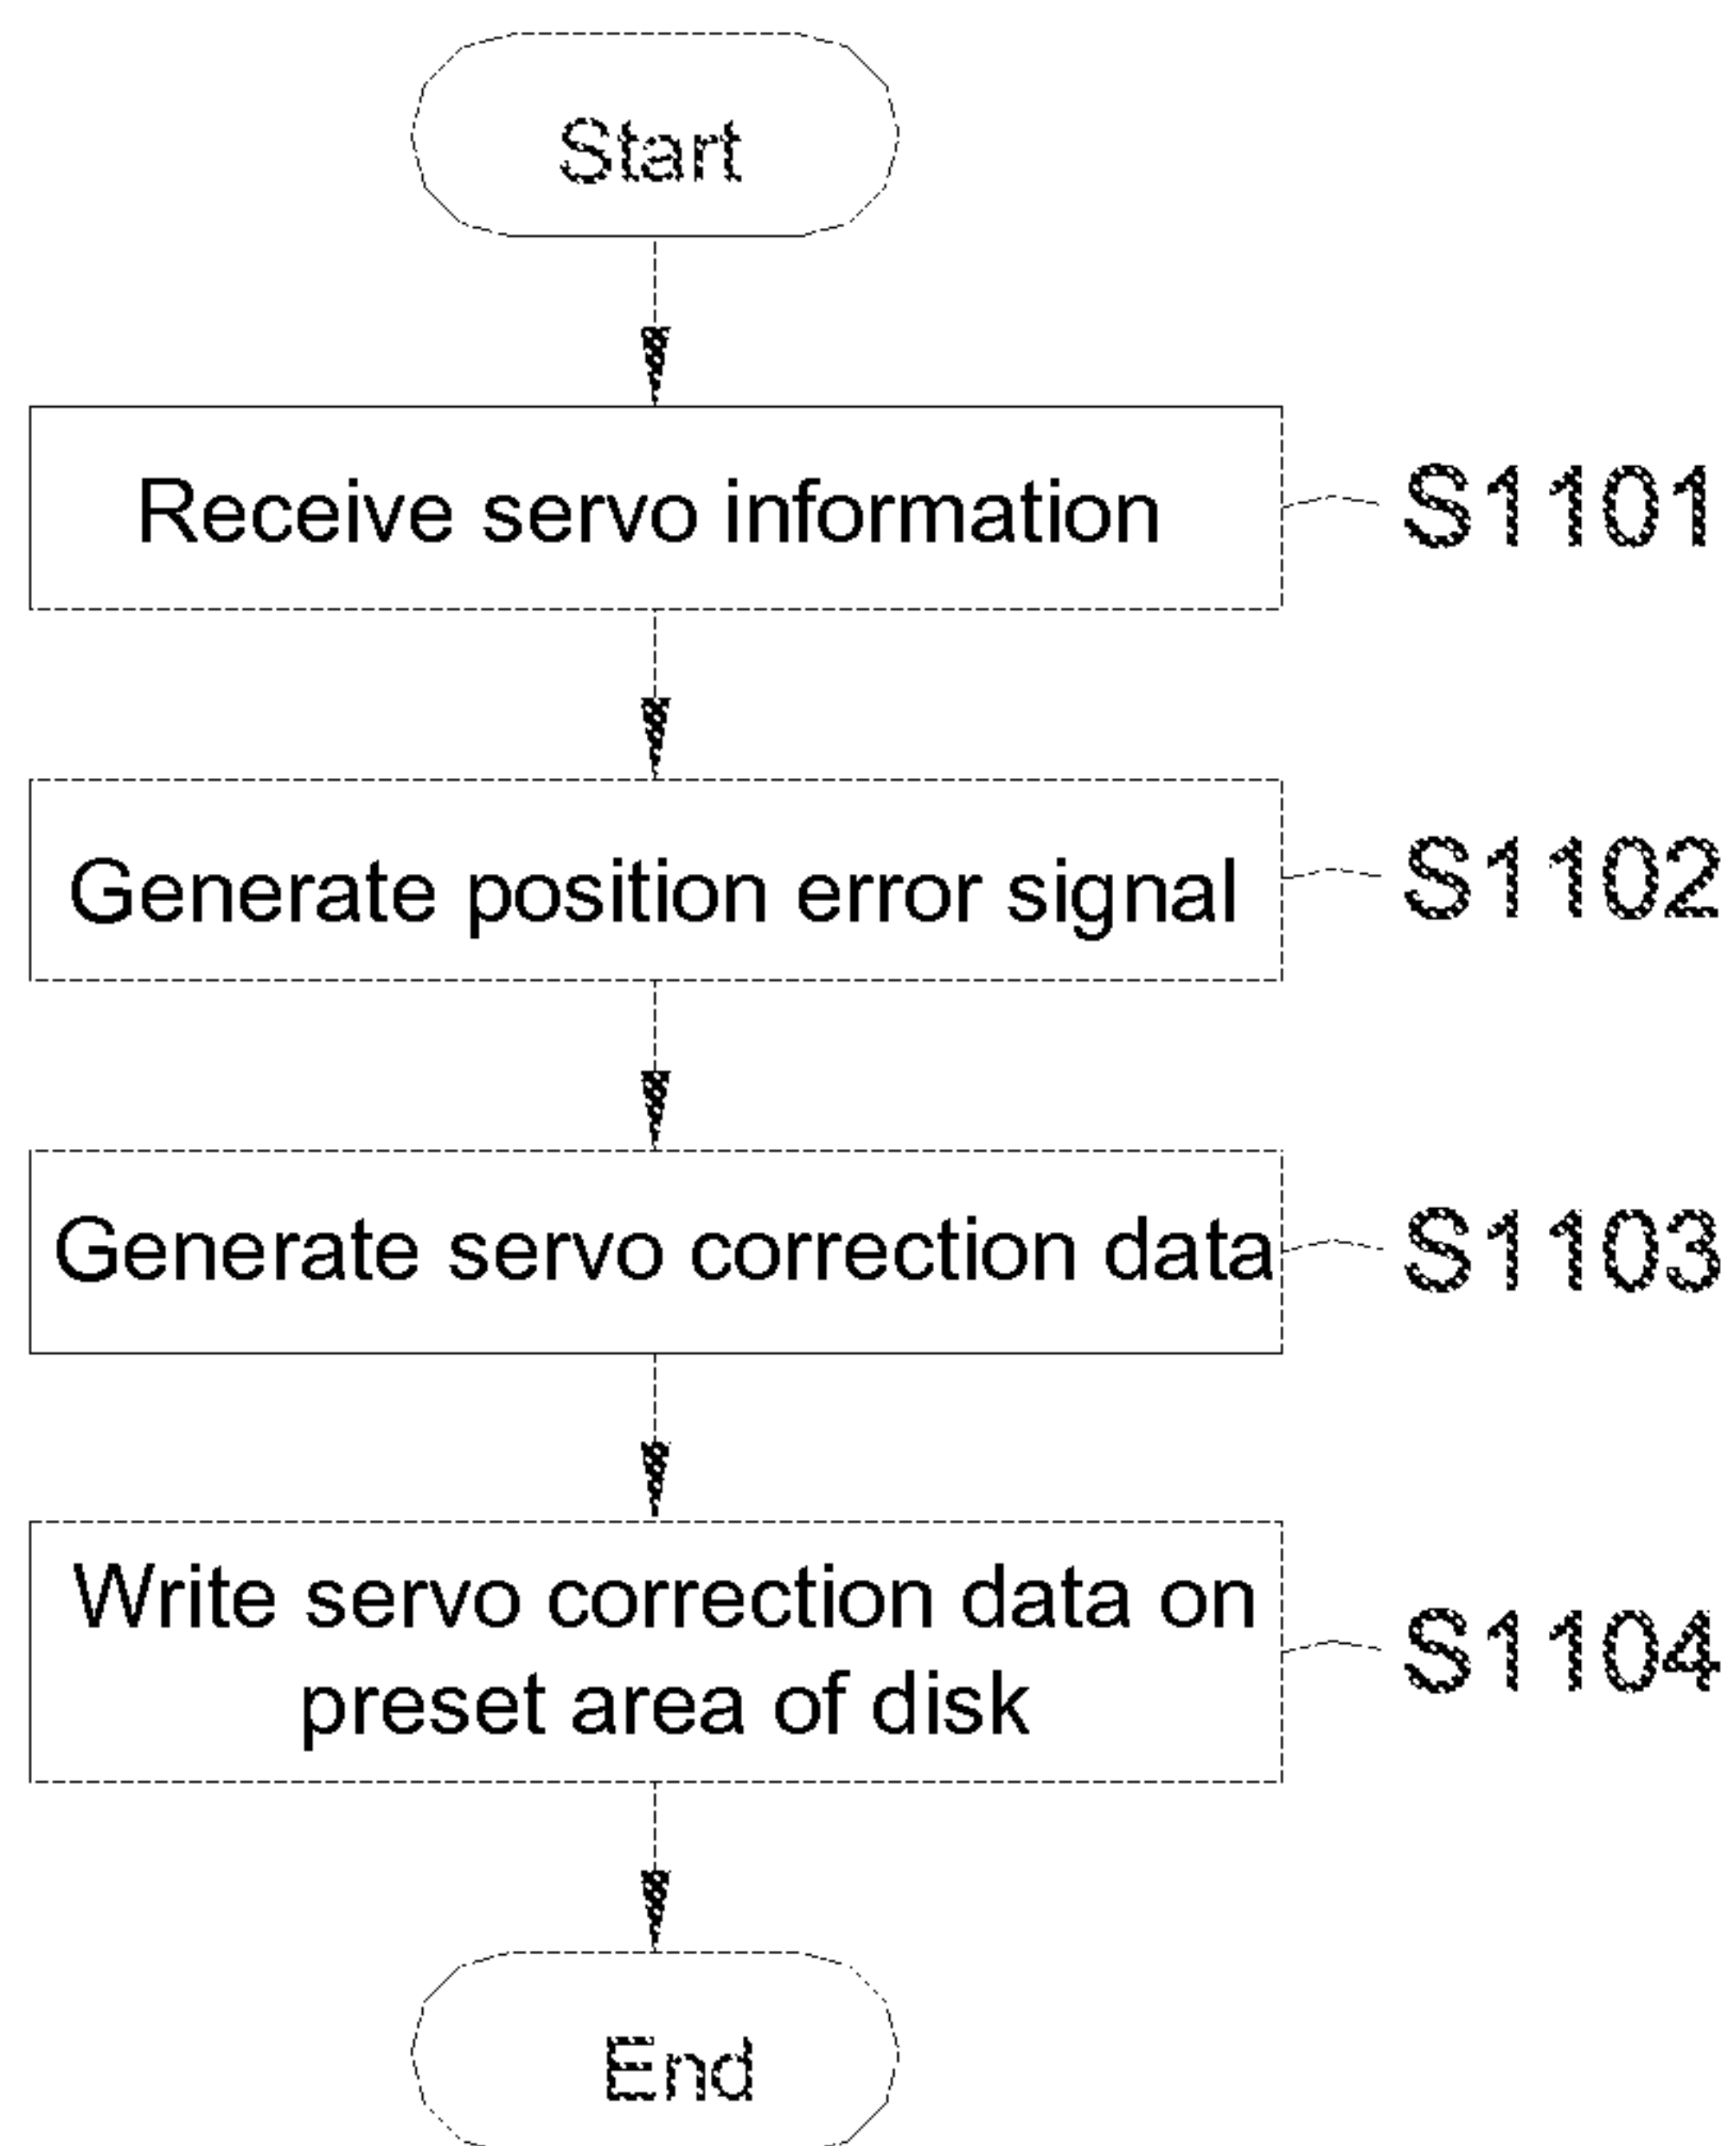 Start
Receive servo information
S1101
Generate position error signal
S1102
Generate servo correction data
S1103
Write servo correction data on
preset area of disk
S1104
End